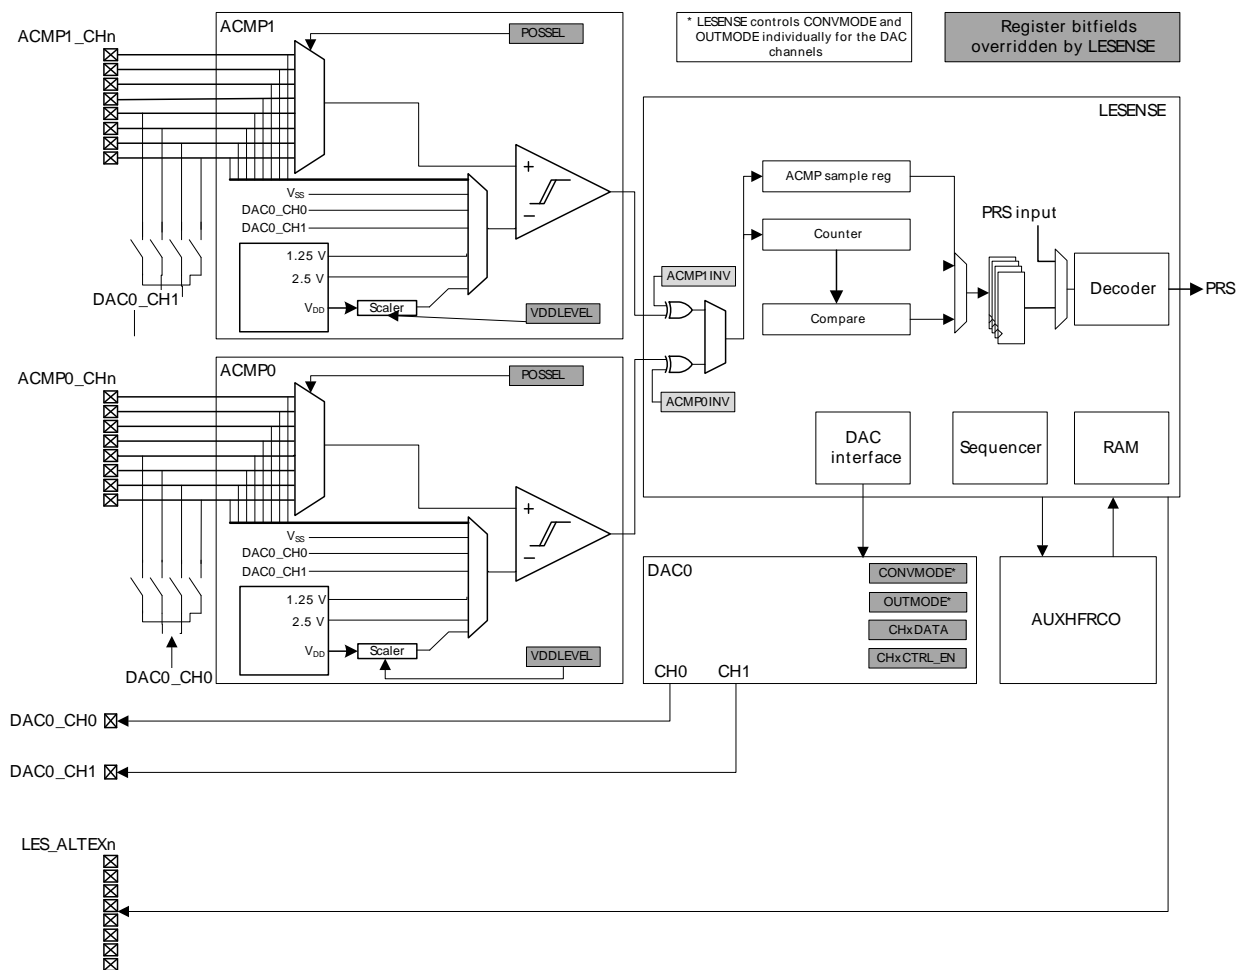 ACMP1_CHn
ACMP1
POSSEL
* LESENSE controls CONVMODE and
OUTMODE individually for the DAC
channels
Register bitfields
overridden by LESENSE
LESENSE
+
−
VSS
DAC0_CH0
DAC0_CH1
1.25 V
2.5 V
VDD
Scaler
VDDLEVEL
DAC0_CH1
ACMP sample reg
Counter
Compare
PRS input
Decoder
PRS
ACMP1INV
ACMP0INV
ACMP0_CHn
ACMP0
POSSEL
+
−
VSS
DAC0_CH0
DAC0_CH1
1.25 V
2.5 V
VDD
Scaler
VDDLEVEL
DAC0_CH0
DAC
interface
Sequencer
RAM
DAC0
CONVMODE*
OUTMODE*
CHxDATA
CHxCTRL_EN
CH0
CH1
AUXHFRCO
DAC0_CH0
DAC0_CH1
LES_ALTEXn